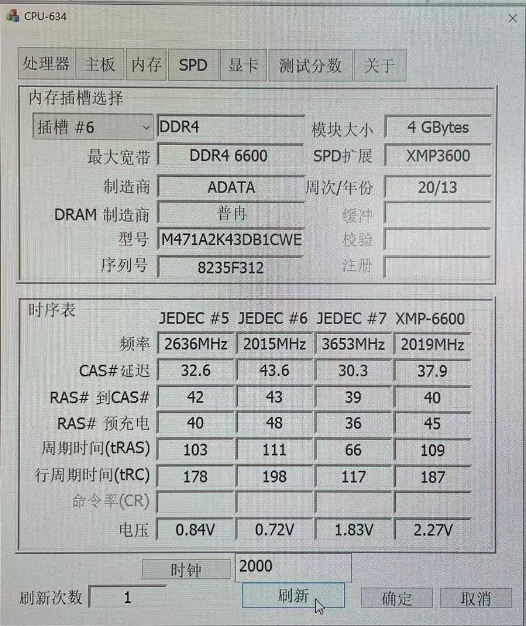 CPU-634
处理器 主板 内存 SPD 显卡 测试分数 关于
内存插槽选择
插槽 #6 DDR4 模块大小 4 GBytes
最大宽带 DDR4 6600 SPD扩展 XMP3600
制造商 ADATA 周次/年份 20/13
DRAM 制造商 普冉 缓冲
型号 M471A2K43DB1CWE 校验
序列号 8235F312 注册
时序表
JEDEC #5 JEDEC #6 JEDEC #7 XMP-6600
频率 2636MHz 2015MHz 3653MHz 2019MHz
CAS#延迟 32.6 43.6 30.3 37.9
RAS# 到CAS# 42 43 39 40
RAS# 预充电 40 48 36 45
周期时间(tRAS) 103 111 66 109
行周期时间(tRC) 178 198 117 187
命令率(CR)
电压 0.84V 0.72V 1.83V 2.27V
时钟 2000
刷新次数 1 刷新 确定 取消